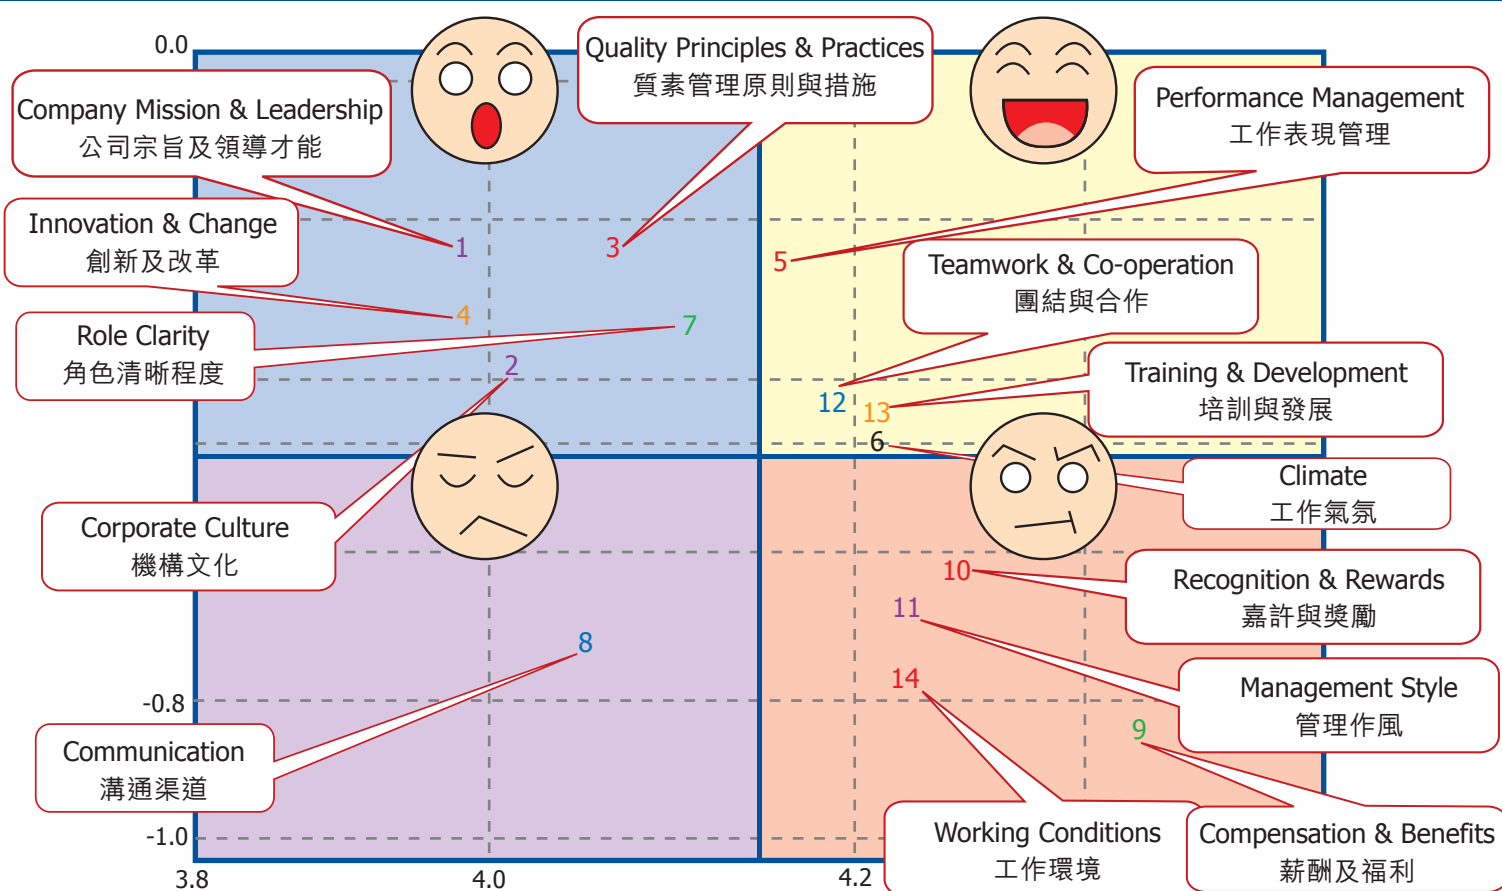 0.0
Quality Principles & Practices
質素管理原則與措施
Company Mission & Leadership
公司宗旨及領導才能
Performance Management
工作表現管理
Innovation & Change
創新及改革
1
3
5
Teamwork & Co-operation
團結與合作
4
7
Role Clarity
角色清晰程度
2
12
13
Training & Development
培訓與發展
6
Climate
工作氣氛
Corporate Culture
機構文化
10
Recognition & Rewards
嘉許與獎勵
11
8
14
Management Style
管理作風
-0.8
9
Communication
溝通渠道
-1.0
Working Conditions
工作環境
Compensation & Benefits
薪酬及福利
3.8
4.0
4.2